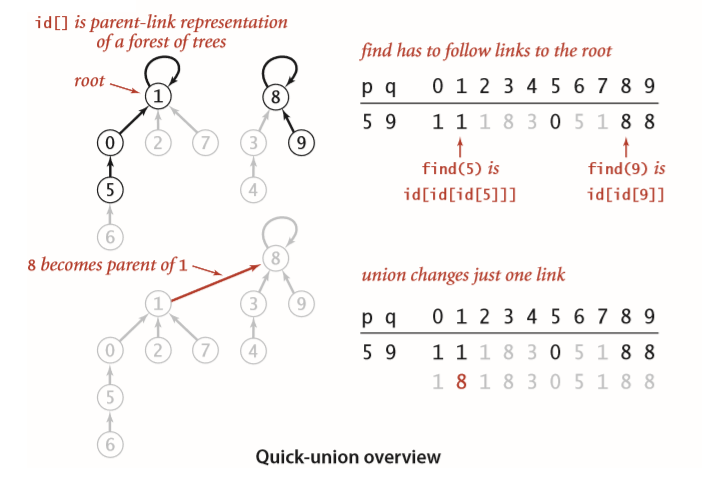 id[] is parent-link representation
of a forest of trees
root
1
8
0
2
7
3
9
5
4
6
find has to follow links to the root
p q 0 1 2 3 4 5 6 7 8 9
5 9 1 1 1 8 3 0 5 1 8 8
find(5) is
id[id[id[5]]]
find(9) is
id[id[9]]
8 becomes parent of 1
8
1
3
9
0
2
7
4
5
6
union changes just one link
p q 0 1 2 3 4 5 6 7 8 9
5 9 1 1 1 8 3 0 5 1 8 8
1 8 1 8 3 0 5 1 8 8
Quick-union overview